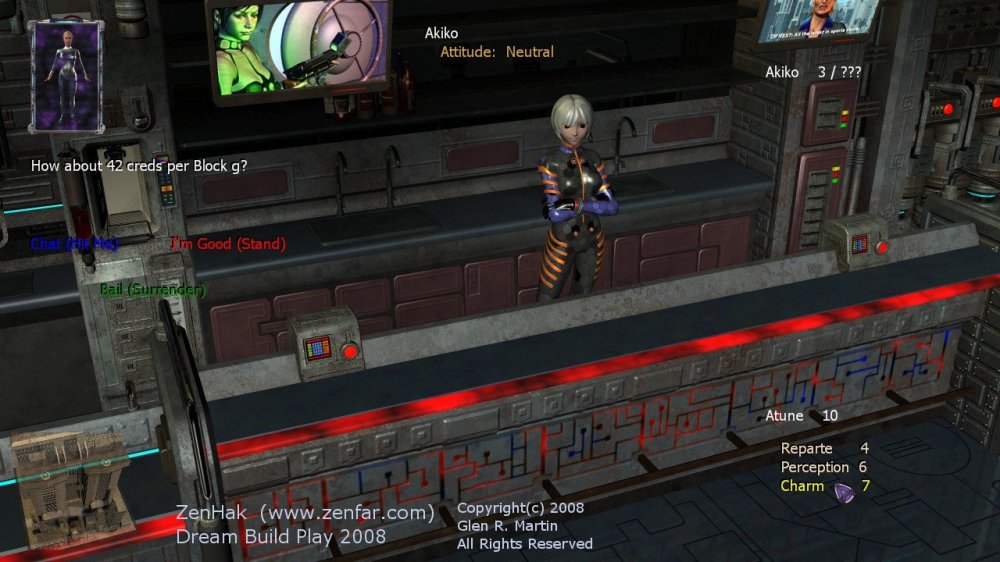 Akiko
Attitude: Neutral
Akiko 3 / ???
How about 42 creds per Block g?
Chat (Hit Me) I'm Good (Stand)
Bail (Surrender)
Atune 10
Reparte 4
Perception 6
Charm 7
ZenHak (www.zenfar.com)
Dream Build Play 2008
Copyright(c) 2008
Glen R. Martin
All Rights Reserved